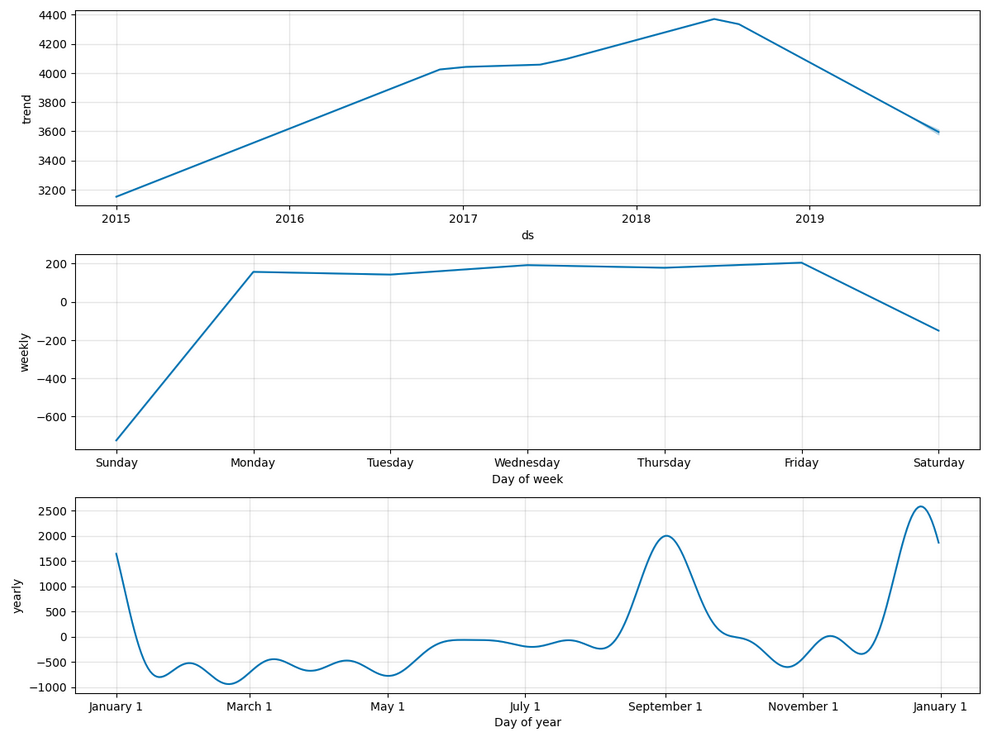 4400
4200
4000
3800
3600
3400
3200
trend
2015 2016 2017 2018 2019
ds
200
0
−200
−400
−600
weekly
Sunday Monday Tuesday Wednesday Thursday Friday Saturday
Day of week
2500
2000
1500
1000
500
0
−500
−1000
yearly
January 1 March 1 May 1 July 1 September 1 November 1 January 1
Day of year